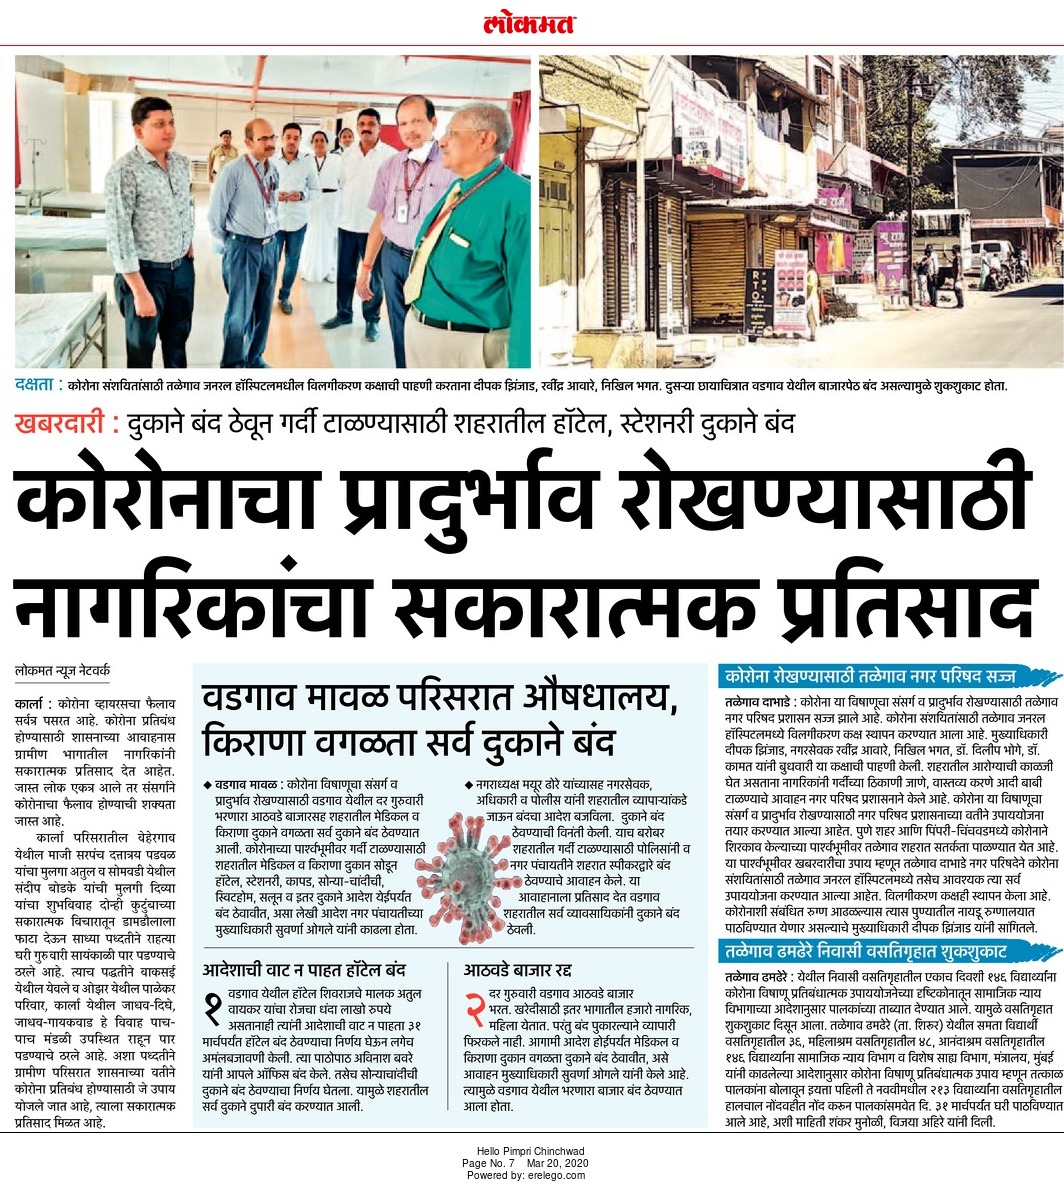 लोकमत
दक्षता : कोरोना संशयितांसाठी तळेगाव जनरल हॉस्पिटलमधील विलगीकरण कक्षाची पाहणी करताना दीपक झिंजाड, रवींद्र आवारे, निखिल भगत. दुसऱ्या छायाचित्रात वडगाव येथील बाजारपेठ बंद असल्यामुळे शुकशुकाट होता.
खबरदारी : दुकाने बंद ठेवून गर्दी टाळण्यासाठी शहरातील हॉटेल, स्टेशनरी दुकाने बंद
कोरोनाचा प्रादुर्भाव रोखण्यासाठी
नागरिकांचा सकारात्मक प्रतिसाद
लोकमत न्यूज नेटवर्क
कार्ला : कोरोना व्हायरसचा फैलाव
सर्वत्र पसरत आहे. कोरोना प्रतिबंध
होण्यासाठी शासनाच्या आवाहनास
ग्रामीण भागातील नागरिकांनी
सकारात्मक प्रतिसाद देत आहेत.
जास्त लोक एकत्र आले तर संसर्गाने
कोरोनाचा फैलाव होण्याची शक्यता
जास्त आहे.
कार्ला परिसरातील वेहेरगाव
येथील माजी सरपंच दत्तात्रय पडवळ
यांचा मुलगा अतुल व सोमवडी येथील
संदीप बोडके यांची मुलगी दिव्या
यांचा शुभविवाह दोन्ही कुटुंबाच्या
सकारात्मक विचारातून डामडौलाला
फाटा देऊन साध्या पध्दतीने राहत्या
घरी गुरुवारी सायंकाळी पार पडण्याचे
ठरले आहे. त्याच पद्धतीने वाकसई
येथील येवले व ओझर येथील पाळेकर
परिवार, कार्ला येथील जाधव-दिघे,
जाधव-गायकवाड हे विवाह पाच-
पाच मंडळी उपस्थित राहून पार
पडण्याचे ठरले आहे. अशा पध्दतीने
ग्रामीण परिसरात शासनाच्या वतीने
कोरोना प्रतिबंध होण्यासाठी जे उपाय
योजले जात आहे, त्याला सकारात्मक
प्रतिसाद मिळत आहे.
वडगाव मावळ परिसरात औषधालय,
किराणा वगळता सर्व दुकाने बंद
◆ वडगाव मावळ : कोरोना विषाणूचा संसर्ग व
प्रादुर्भाव रोखण्यासाठी वडगाव येथील दर गुरुवारी
भरणारा आठवडे बाजारसह शहरातील मेडिकल व
किराणा दुकाने वगळता सर्व दुकाने बंद ठेवण्यात
आली. कोरोनाच्या पार्श्वभूमीवर गर्दी टाळण्यासाठी
शहरातील मेडिकल व किराणा दुकान सोडून
हॉटेल, स्टेशनरी, कापड, सोन्या-चांदीची,
स्विटहोम, सलून व इतर दुकाने आदेश येईपर्यंत
बंद ठेवावीत, असा लेखी आदेश नगर पंचायतीच्या
मुख्याधिकारी सुवर्णा ओगले यांनी काढला होता.
◆ नगराध्यक्ष मयूर ढोरे यांच्यासह नगरसेवक,
अधिकारी व पोलीस यांनी शहरातील व्यापाऱ्यांकडे
जाऊन बंदचा आदेश बजविला. दुकाने बंद
ठेवण्याची विनंती केली. याच बरोबर
शहरातील गर्दी टाळण्यासाठी पोलिसांनी व
नगर पंचायतीने शहरात स्पीकरद्वारे बंद
ठेवण्याचे आवाहन केले. या
आवाहनाला प्रतिसाद देत वडगाव
शहरातील सर्व व्यावसायिकांनी दुकाने बंद
ठेवली.
आदेशाची वाट न पाहत हॉटेल बंद
१ वडगाव येथील हॉटेल शिवराजचे मालक अतुल
वायकर यांचा रोजचा धंदा लाखो रुपये
असतानाही त्यांनी आदेशाची वाट न पाहता ३१
मार्चपर्यंत हॉटेल बंद ठेवण्याचा निर्णय घेऊन लगेच
अमंलबजावणी केली. त्या पाठोपाठ अविनाश बवरे
यांनी आपले ऑफिस बंद केले. तसेच सोन्याचांदीची
दुकाने बंद ठेवण्याचा निर्णय घेतला. यामुळे शहरातील
सर्व दुकाने दुपारी बंद करण्यात आली.
आठवडे बाजार रद्द
२ दर गुरुवारी वडगाव आठवडे बाजार
भरत. खरेदीसाठी इतर भागातील हजारो नागरिक,
महिला येतात. परंतु बंद पुकारल्याने व्यापारी
फिरकले नाही. आगामी आदेश होईपर्यंत मेडिकल व
किराणा दुकान वगळता दुकाने बंद ठेवावीत, असे
आवाहन मुख्याधिकारी सुवर्णा ओगले यांनी केले आहे.
त्यामुळे वडगाव येथील भरणारा बाजार बंद ठेवण्यात
आला होता.
कोरोना रोखण्यासाठी तळेगाव नगर परिषद सज्ज
तळेगाव दाभाडे : कोरोना या विषाणूचा संसर्ग व प्रादुर्भाव रोखण्यासाठी तळेगाव
नगर परिषद प्रशासन सज्ज झाले आहे. कोरोना संशयितांसाठी तळेगाव जनरल
हॉस्पिटलमध्ये विलगीकरण कक्ष स्थापन करण्यात आला आहे. मुख्याधिकारी
दीपक झिंजाड, नगरसेवक रवींद्र आवारे, निखिल भगत, डॉ. दिलीप भोगे, डॉ.
कामत यांनी बुधवारी या कक्षाची पाहणी केली. शहरातील आरोग्याची काळजी
घेत असताना नागरिकांनी गर्दीच्या ठिकाणी जाणे, वास्तव्य करणे आदी बाबी
टाळण्याचे आवाहन नगर परिषद प्रशासनाने केले आहे. कोरोना या विषाणूचा
संसर्ग व प्रादुर्भाव रोखण्यासाठी नगर परिषद प्रशासनाच्या वतीने उपाययोजना
तयार करण्यात आल्या आहेत. पुणे शहर आणि पिंपरी-चिंचवडमध्ये कोरोनाने
शिरकाव केल्याच्या पार्श्वभूमीवर तळेगाव शहरात सतर्कता पाळण्यात येत आहे.
या पार्श्वभूमीवर खबरदारीचा उपाय म्हणून तळेगाव दाभाडे नगर परिषदेने कोरोना
संशयितांसाठी तळेगाव जनरल हॉस्पिटलमध्ये तसेच आवश्यक त्या सर्व
उपाययोजना करण्यात आल्या आहेत. विलगीकरण कक्षही स्थापन केला आहे.
कोरोनाशी संबंधित रुग्ण आढळल्यास त्यास पुण्यातील नायडू रुग्णालयात
पाठविण्यात येणार असल्याचे मुख्याधिकारी दीपक झिंजाड यांनी सांगितले.
तळेगाव ढमढेरे निवासी वसतिगृहात शुकशुकाट
तळेगाव ढमढेरे : येथील निवासी वसतिगृहातील एकाच दिवशी १४६ विद्यार्थ्यांना
कोरोना विषाणू प्रतिबंधात्मक उपाययोजनेच्या दृष्टिकोनातून सामाजिक न्याय
विभागाच्या आदेशानुसार पालकांच्या ताब्यात देण्यात आले. यामुळे वसतिगृहात
शुकशुकाट दिसून आला. तळेगाव ढमढेरे (ता. शिरुर) येथील समता विद्यार्थी
वसतिगृहातील ३६, महिलाश्रम वसतिगृहातील ४८, आनंदाश्रम वसतिगृहातील
१४६ विद्यार्थ्यांना सामाजिक न्याय विभाग व विशेष साह्य विभाग, मंत्रालय, मुंबई
यांनी काढलेल्या आदेशानुसार कोरोना विषाणू प्रतिबंधात्मक उपाय म्हणून तत्काळ
पालकांना बोलावून इयत्ता पहिली ते नववीमधील २१३ विद्यार्थ्यांना वसतिगृहातील
हालचाल नोंदवहीत नोंद करुन पालकांसमवेत दि. ३१ मार्चपर्यंत घरी पाठविण्यात
आले आहे, अशी माहिती शंकर मुनोळी, विजया अहिरे यांनी दिली.
Hello Pimpri Chinchwad
Page No. 7 Mar 20, 2020
Powered by: erelego.com